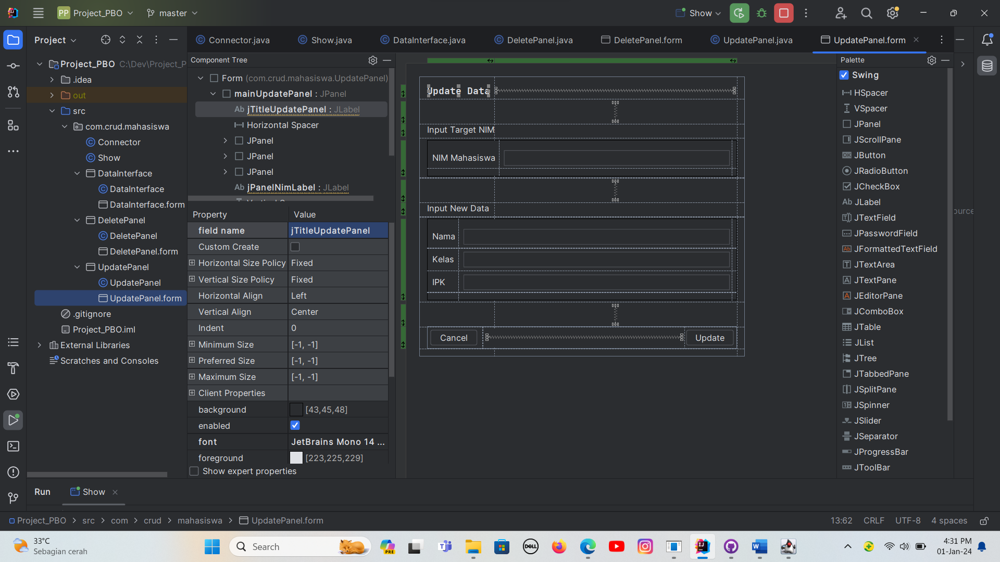 PP Project_PBO master Show
Project
Connector.java Show.java DataInterface.java DeletePanel.java DeletePanel.form UpdatePanel.java UpdatePanel.form
Project_PBO C:\Dev\Project_P
.idea
out
src
com.crud.mahasiswa
Connector
Show
DataInterface
DataInterface
DataInterface.form
DeletePanel
DeletePanel
DeletePanel.form
UpdatePanel
UpdatePanel
UpdatePanel.form
.gitignore
Project_PBO.iml
External Libraries
Scratches and Consoles
Component Tree
Form (com.crud.mahasiswa.UpdatePanel)
mainUpdatePanel : JPanel
Ab jTitleUpdatePanel : JLabel
Horizontal Spacer
JPanel
JPanel
JPanel
Ab jPanelNimLabel : JLabel
Property Value
field name jTitleUpdatePanel
Custom Create
Horizontal Size Policy Fixed
Vertical Size Policy Fixed
Horizontal Align Left
Vertical Align Center
Indent 0
Minimum Size [-1, -1]
Preferred Size [-1, -1]
Maximum Size [-1, -1]
Client Properties
background [43,45,48]
enabled
font JetBrains Mono 14 ...
foreground [223,225,229]
Show expert properties
Update Data
Input Target NIM
NIM Mahasiswa
Input New Data
Nama
Kelas
IPK
Cancel Update
Palette
Swing
HSpacer
VSpacer
JPanel
JScrollPane
OK JButton
JRadioButton
JCheckBox
Ab JLabel
JTextField
JPasswordField
JFormattedTextField
JTextArea
JTextPane
JEditorPane
JComboBox
JTable
JList
JTree
JTabbedPane
JSplitPane
JSpinner
JSlider
JSeparator
JProgressBar
JToolBar
ource
Run Show
Project_PBO > src > com > crud > mahasiswa > UpdatePanel.form
13:62 CRLF UTF-8 4 spaces
33°C
Sebagian cerah
Search
PRE
DELL
4:31 PM
01-Jan-24